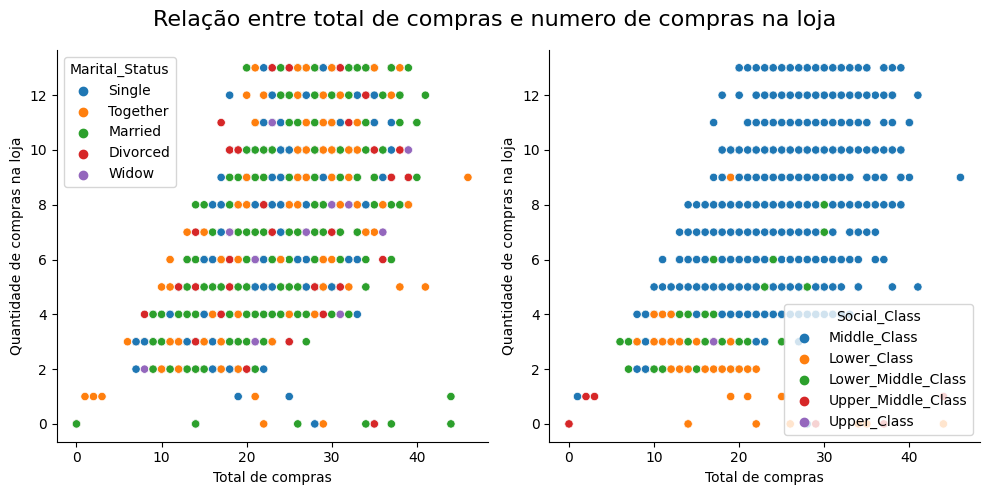 Relação entre total de compras e numero de compras na loja
Marital_Status
Single
Together
Married
Divorced
Widow
Quantidade de compras na loja
12
10
8
6
4
2
0
0
10
20
30
40
Total de compras
Quantidade de compras na loja
12
10
8
6
4
2
0
Social_Class
Middle_Class
Lower_Class
Lower_Middle_Class
Upper_Middle_Class
Upper_Class
0
10
20
30
40
Total de compras